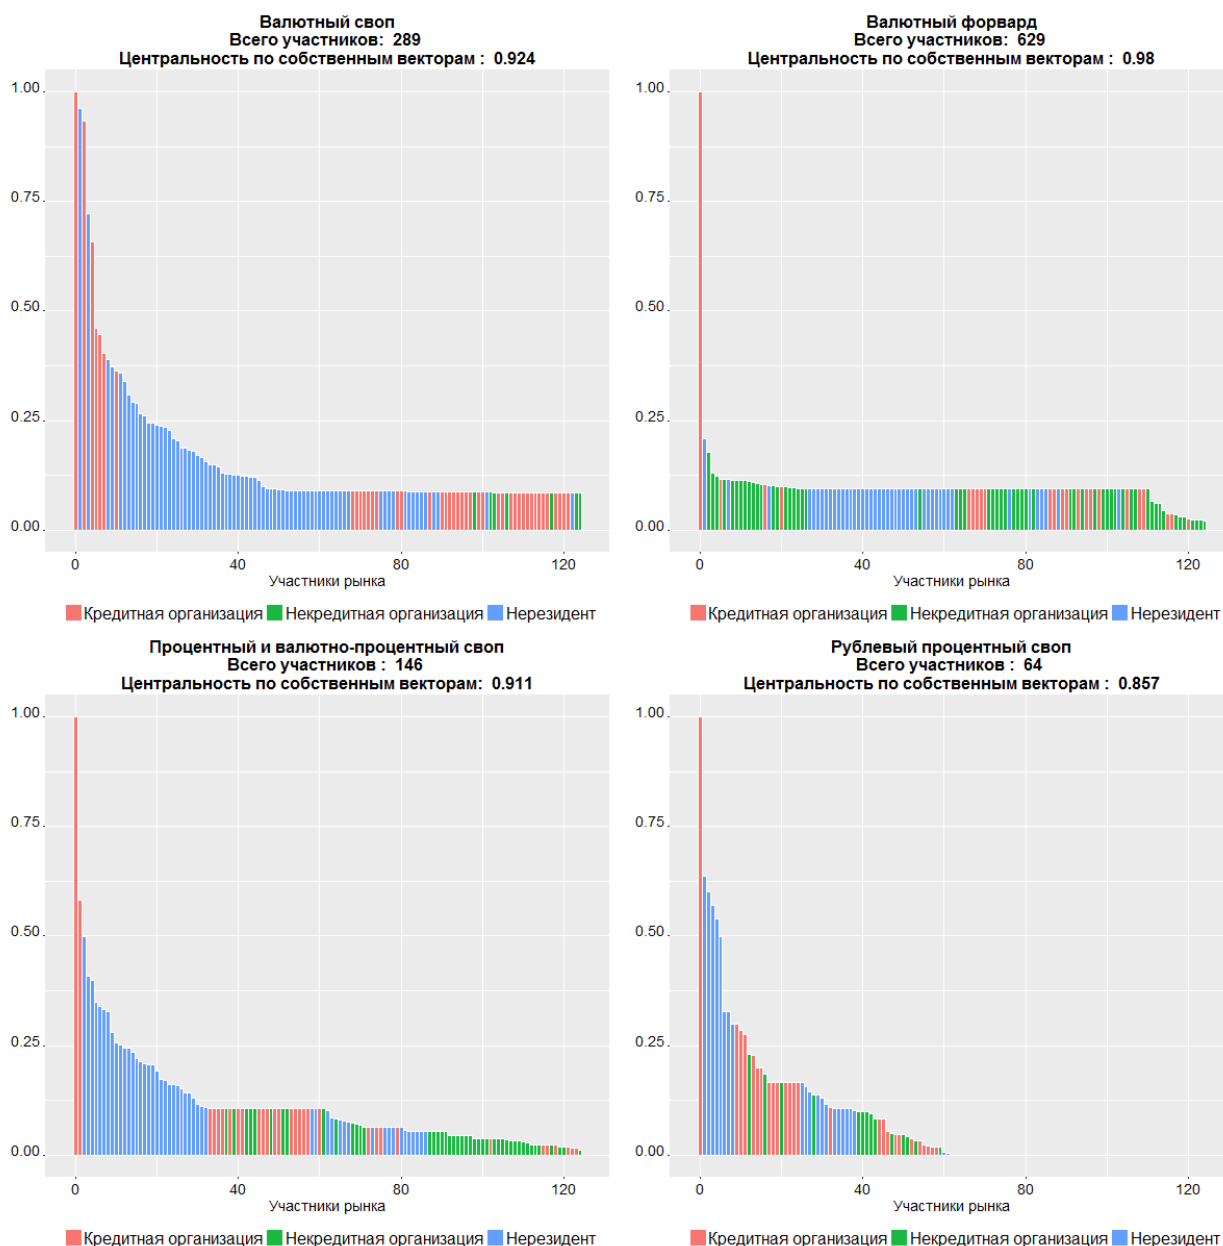 Валютный своп
Всего участников: 289
Центральность по собственным векторам : 0.924
1.00
0.75
0.50
0.25
0.00
0 40 80 120
Участники рынка
Кредитная организация Некредитная организация Нерезидент
Валютный форвард
Всего участников: 629
Центральность по собственным векторам : 0.98
1.00
0.75
0.50
0.25
0.00
0 40 80 120
Участники рынка
Кредитная организация Некредитная организация Нерезидент
Процентный и валютно-процентный своп
Всего участников : 146
Центральность по собственным векторам: 0.911
1.00
0.75
0.50
0.25
0.00
0 40 80 120
Участники рынка
Кредитная организация Некредитная организация Нерезидент
Рублевый процентный своп
Всего участников : 64
Центральность по собственным векторам : 0.857
1.00
0.75
0.50
0.25
0.00
0 40 80 120
Участники рынка
Кредитная организация Некредитная организация Нерезидент